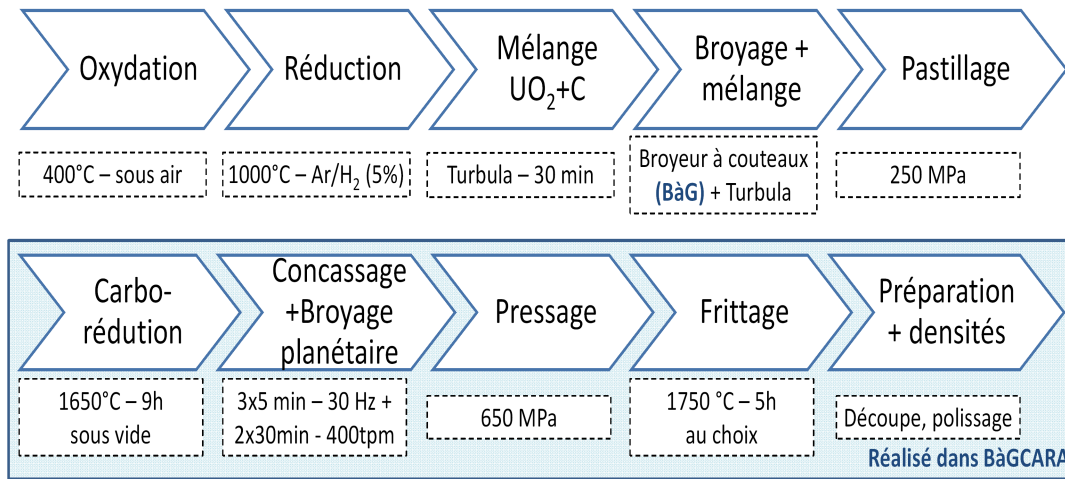 Oxydation
Réduction
Mélange
UO₂+C
Broyage +
mélange
Pastillage
400°C – sous air
1000°C – Ar/H₂ (5%)
Turbula – 30 min
Broyeur à couteaux
(BàG) + Turbula
250 MPa
Carbo-
rédution
Concassage
+Broyage
planétaire
Pressage
Frittage
Préparation
+ densités
1650°C – 9h
sous vide
3x5 min – 30 Hz +
2x30min - 400tpm
650 MPa
1750 °C – 5h
au choix
Découpe, polissage
Réalisé dans BàGCARA